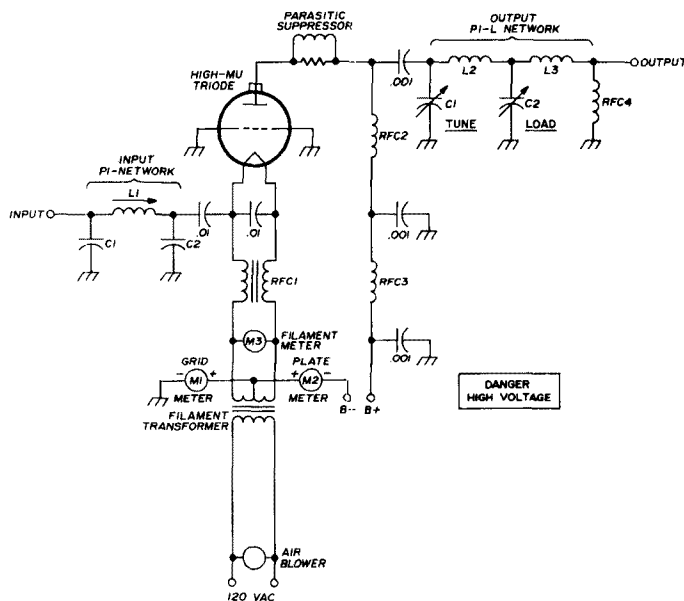 PARASITIC
SUPPRESSOR
OUTPUT
PI-L NETWORK
HIGH-MU
TRIODE
.001
L2
L3
OUTPUT
C1
C2
RFC4
TUNE
LOAD
RFC2
INPUT
PI-NETWORK
L1
INPUT
C1
C2
.01
.01
.001
RFC1
RFC3
M3
FILAMENT
METER
.001
GRID
PLATE
- M1 +
+ M2 -
METER
METER
B--
B+
DANGER
HIGH VOLTAGE
FILAMENT
TRANSFORMER
AIR
BLOWER
120 VAC